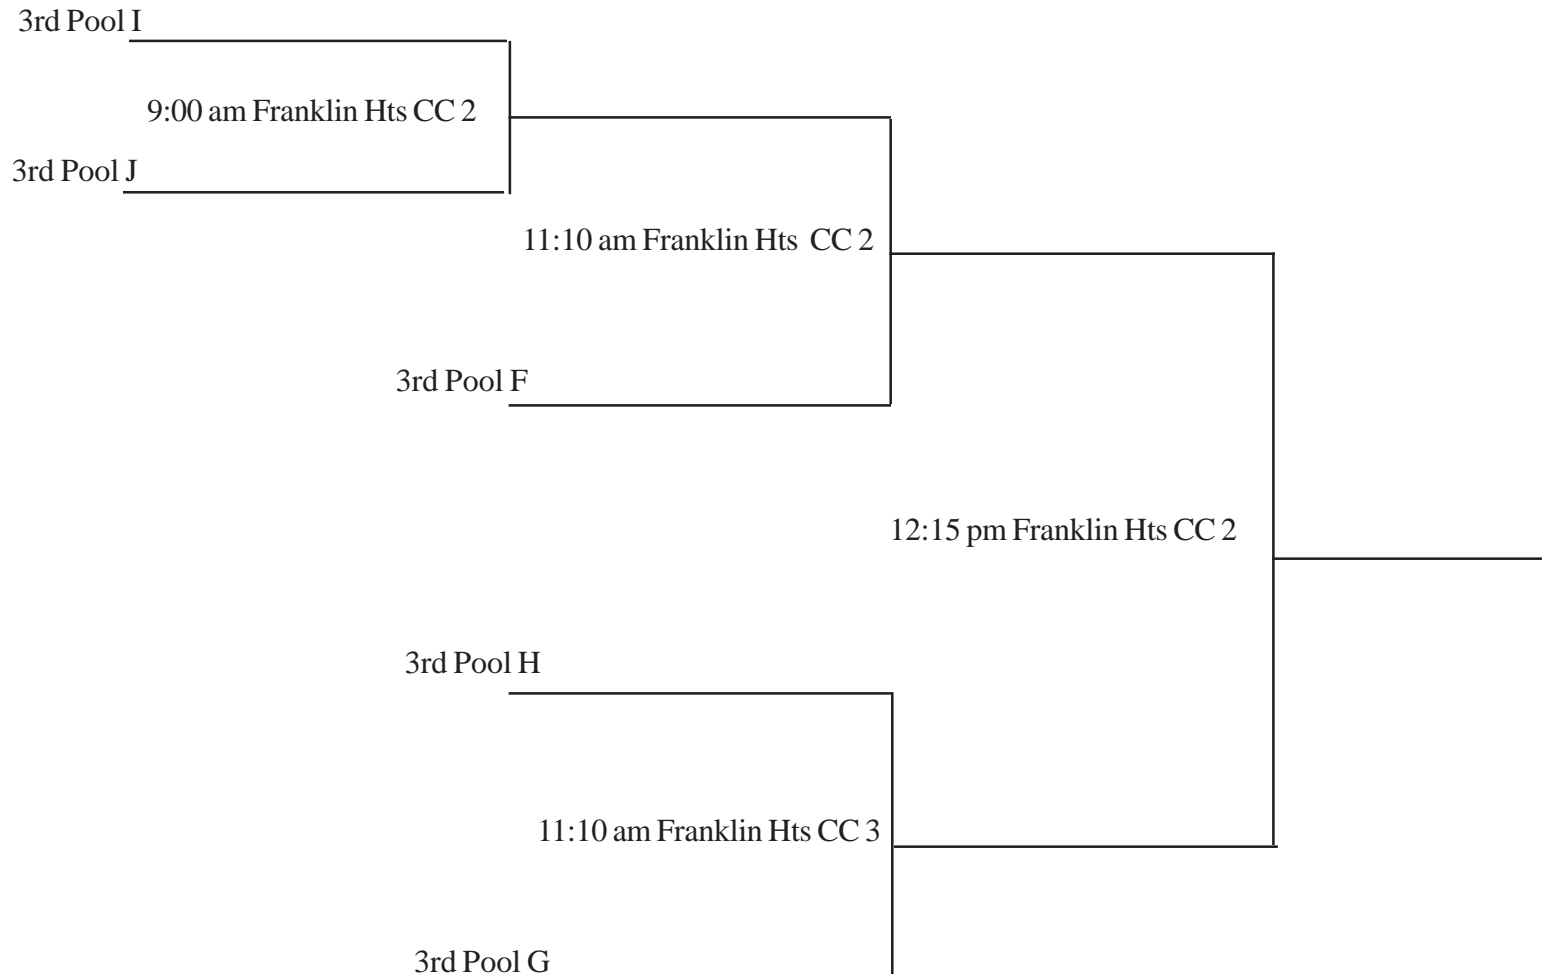 3rd Pool I
9:00 am Franklin Hts CC 2
3rd Pool J
11:10 am Franklin Hts CC 2
3rd Pool F
12:15 pm Franklin Hts CC 2
3rd Pool H
11:10 am Franklin Hts CC 3
3rd Pool G